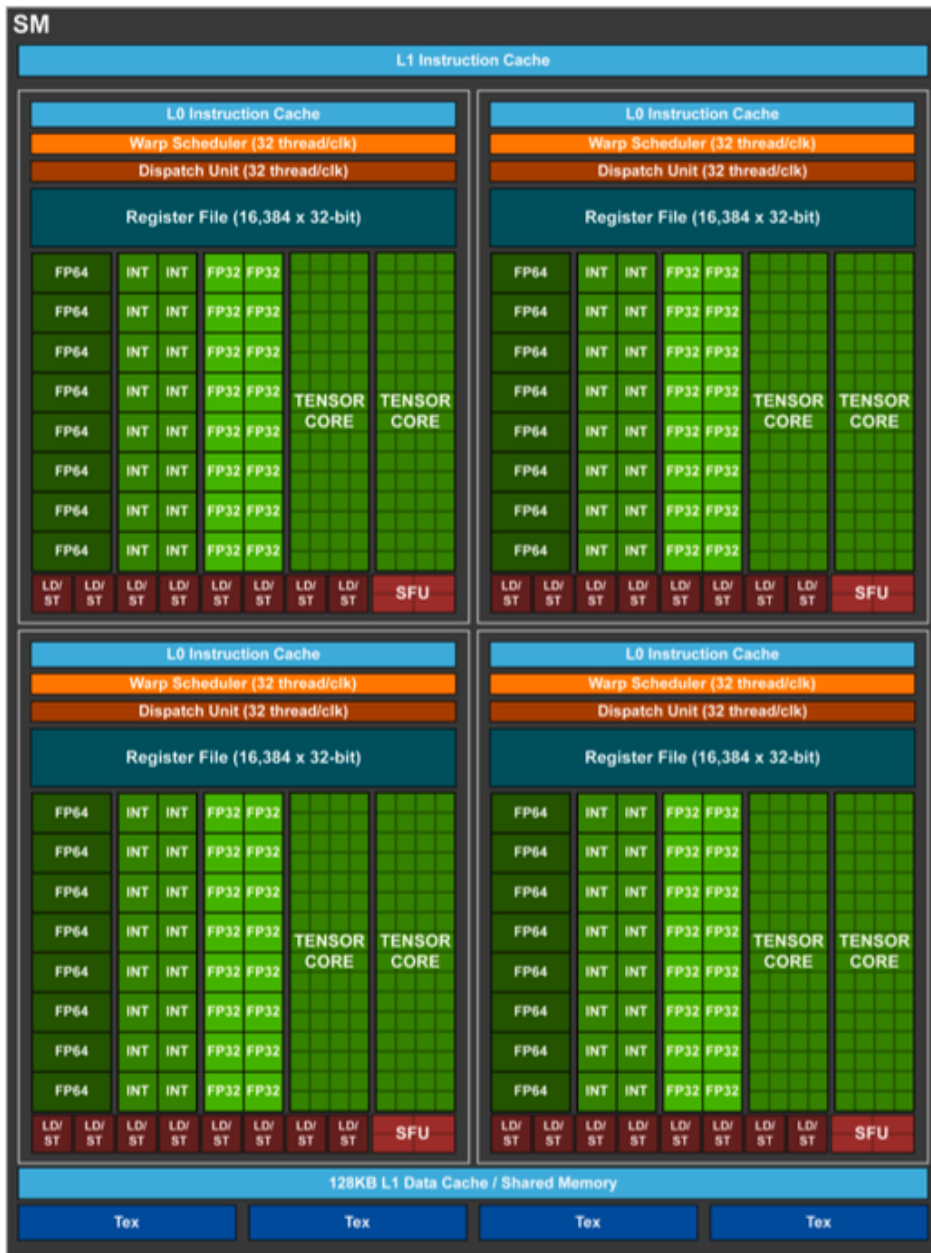 SM
L1 Instruction Cache
L0 Instruction Cache
Warp Scheduler (32 thread/clk)
Dispatch Unit (32 thread/clk)
Register File (16,384 x 32-bit)
FP64 INT INT FP32 FP32
FP64 INT INT FP32 FP32
FP64 INT INT FP32 FP32
FP64 INT INT FP32 FP32
TENSOR CORE TENSOR CORE
FP64 INT INT FP32 FP32
FP64 INT INT FP32 FP32
FP64 INT INT FP32 FP32
FP64 INT INT FP32 FP32
LD/ST LD/ST LD/ST LD/ST LD/ST LD/ST LD/ST LD/ST SFU
L0 Instruction Cache
Warp Scheduler (32 thread/clk)
Dispatch Unit (32 thread/clk)
Register File (16,384 x 32-bit)
FP64 INT INT FP32 FP32
FP64 INT INT FP32 FP32
FP64 INT INT FP32 FP32
FP64 INT INT FP32 FP32
TENSOR CORE TENSOR CORE
FP64 INT INT FP32 FP32
FP64 INT INT FP32 FP32
FP64 INT INT FP32 FP32
FP64 INT INT FP32 FP32
LD/ST LD/ST LD/ST LD/ST LD/ST LD/ST LD/ST LD/ST SFU
L0 Instruction Cache
Warp Scheduler (32 thread/clk)
Dispatch Unit (32 thread/clk)
Register File (16,384 x 32-bit)
FP64 INT INT FP32 FP32
FP64 INT INT FP32 FP32
FP64 INT INT FP32 FP32
FP64 INT INT FP32 FP32
TENSOR CORE TENSOR CORE
FP64 INT INT FP32 FP32
FP64 INT INT FP32 FP32
FP64 INT INT FP32 FP32
FP64 INT INT FP32 FP32
LD/ST LD/ST LD/ST LD/ST LD/ST LD/ST LD/ST LD/ST SFU
L0 Instruction Cache
Warp Scheduler (32 thread/clk)
Dispatch Unit (32 thread/clk)
Register File (16,384 x 32-bit)
FP64 INT INT FP32 FP32
FP64 INT INT FP32 FP32
FP64 INT INT FP32 FP32
FP64 INT INT FP32 FP32
TENSOR CORE TENSOR CORE
FP64 INT INT FP32 FP32
FP64 INT INT FP32 FP32
FP64 INT INT FP32 FP32
FP64 INT INT FP32 FP32
LD/ST LD/ST LD/ST LD/ST LD/ST LD/ST LD/ST LD/ST SFU
128KB L1 Data Cache / Shared Memory
Tex Tex Tex Tex